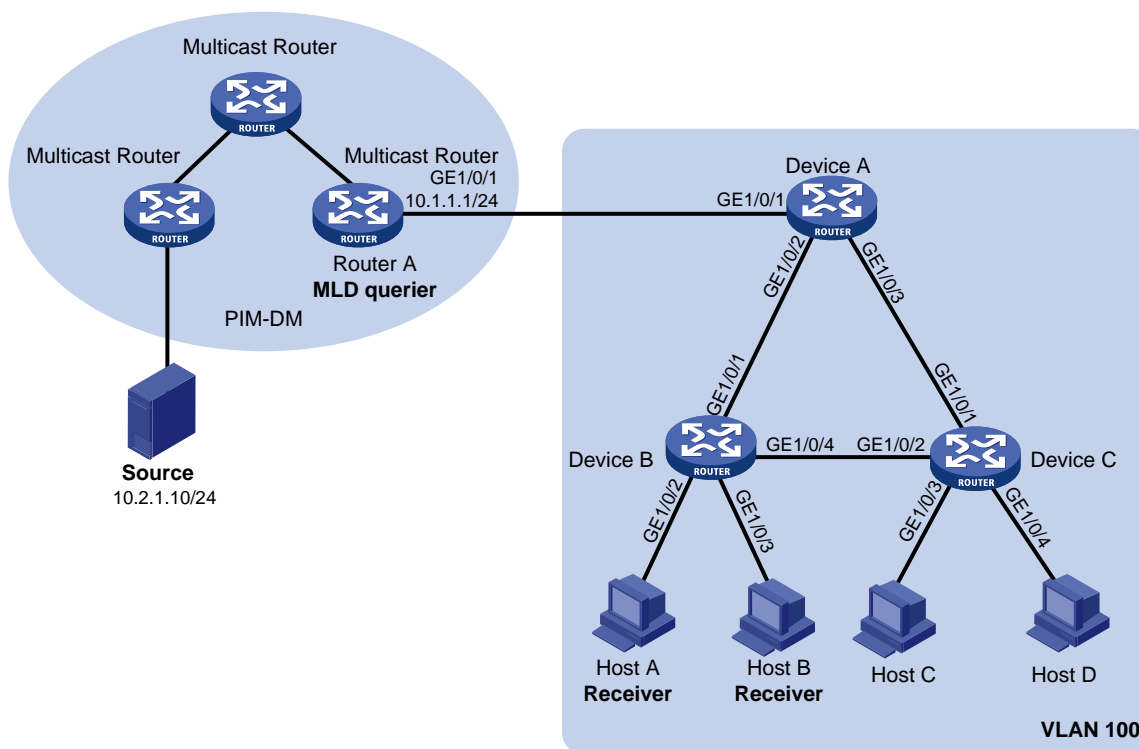 Multicast Router
ROUTER
Multicast Router
ROUTER
Multicast Router
GE1/0/1
10.1.1.1/24
ROUTER
Router A
MLD querier
PIM-DM
Source
10.2.1.10/24
Device A
GE1/0/1
ROUTER
GE1/0/2
GE1/0/3
GE1/0/1
GE1/0/1
Device B
ROUTER
GE1/0/4
GE1/0/2
ROUTER
Device C
GE1/0/2
GE1/0/3
GE1/0/3
GE1/0/4
Host A
Receiver
Host B
Receiver
Host C
Host D
VLAN 100